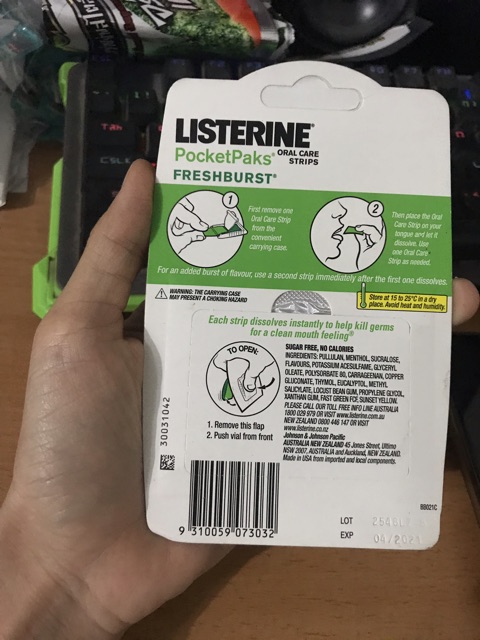 LISTERINE®
PocketPaks® ORAL CARE STRIPS
FRESHBURST®
1
First remove one
Oral Care Strip
from the
convenient
carrying case.
2
Then place the Oral
Care Strip on your
tongue and let it
dissolve. Use
one Oral Care
Strip as needed.
For an added burst of flavour, use a second strip immediately after the first one dissolves.
WARNING: THE CARRYING CASE
MAY PRESENT A CHOKING HAZARD
Store at 15 to 25°C in a dry
place. Avoid heat and humidity.
Each strip dissolves instantly to help kill germs
for a clean mouth feeling®
TO OPEN:
1. Remove this flap
2. Push vial from front
SUGAR FREE, NO CALORIES
INGREDIENTS: PULLULAN, MENTHOL, SUCRALOSE,
FLAVOURS, POTASSIUM ACESULFAME, GLYCERYL
OLEATE, POLYSORBATE 80, CARRAGEENAN, COPPER
GLUCONATE, THYMOL, EUCALYPTOL, METHYL
SALICYLATE, LOCUST BEAN GUM, PROPYLENE GLYCOL,
XANTHAN GUM, FAST GREEN FCF, SUNSET YELLOW.
PLEASE CALL OUR TOLL FREE INFO LINE AUSTRALIA
1800 029 979 OR VISIT www.listerine.com.au
NEW ZEALAND 0800 446 147 OR VISIT
www.listerine.co.nz
Johnson & Johnson Pacific
AUSTRALIA NEW ZEALAND 45 Jones Street, Ultimo
NSW 2007, AUSTRALIA and Auckland, NEW ZEALAND.
Made in USA from imported and local components.
30031042
9 310059 073032
BB021C
LOT
EXP
Tab